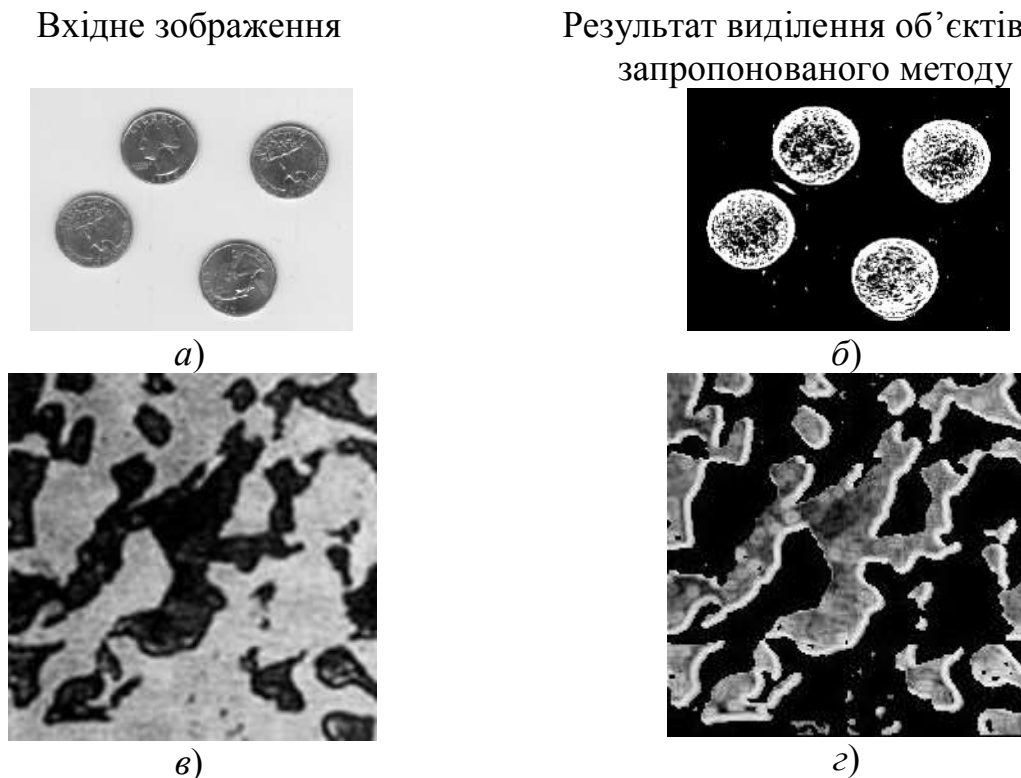 Вхідне зображення
Результат виділення об’єктів
запропонованого методу
а)
б)
в)
г)